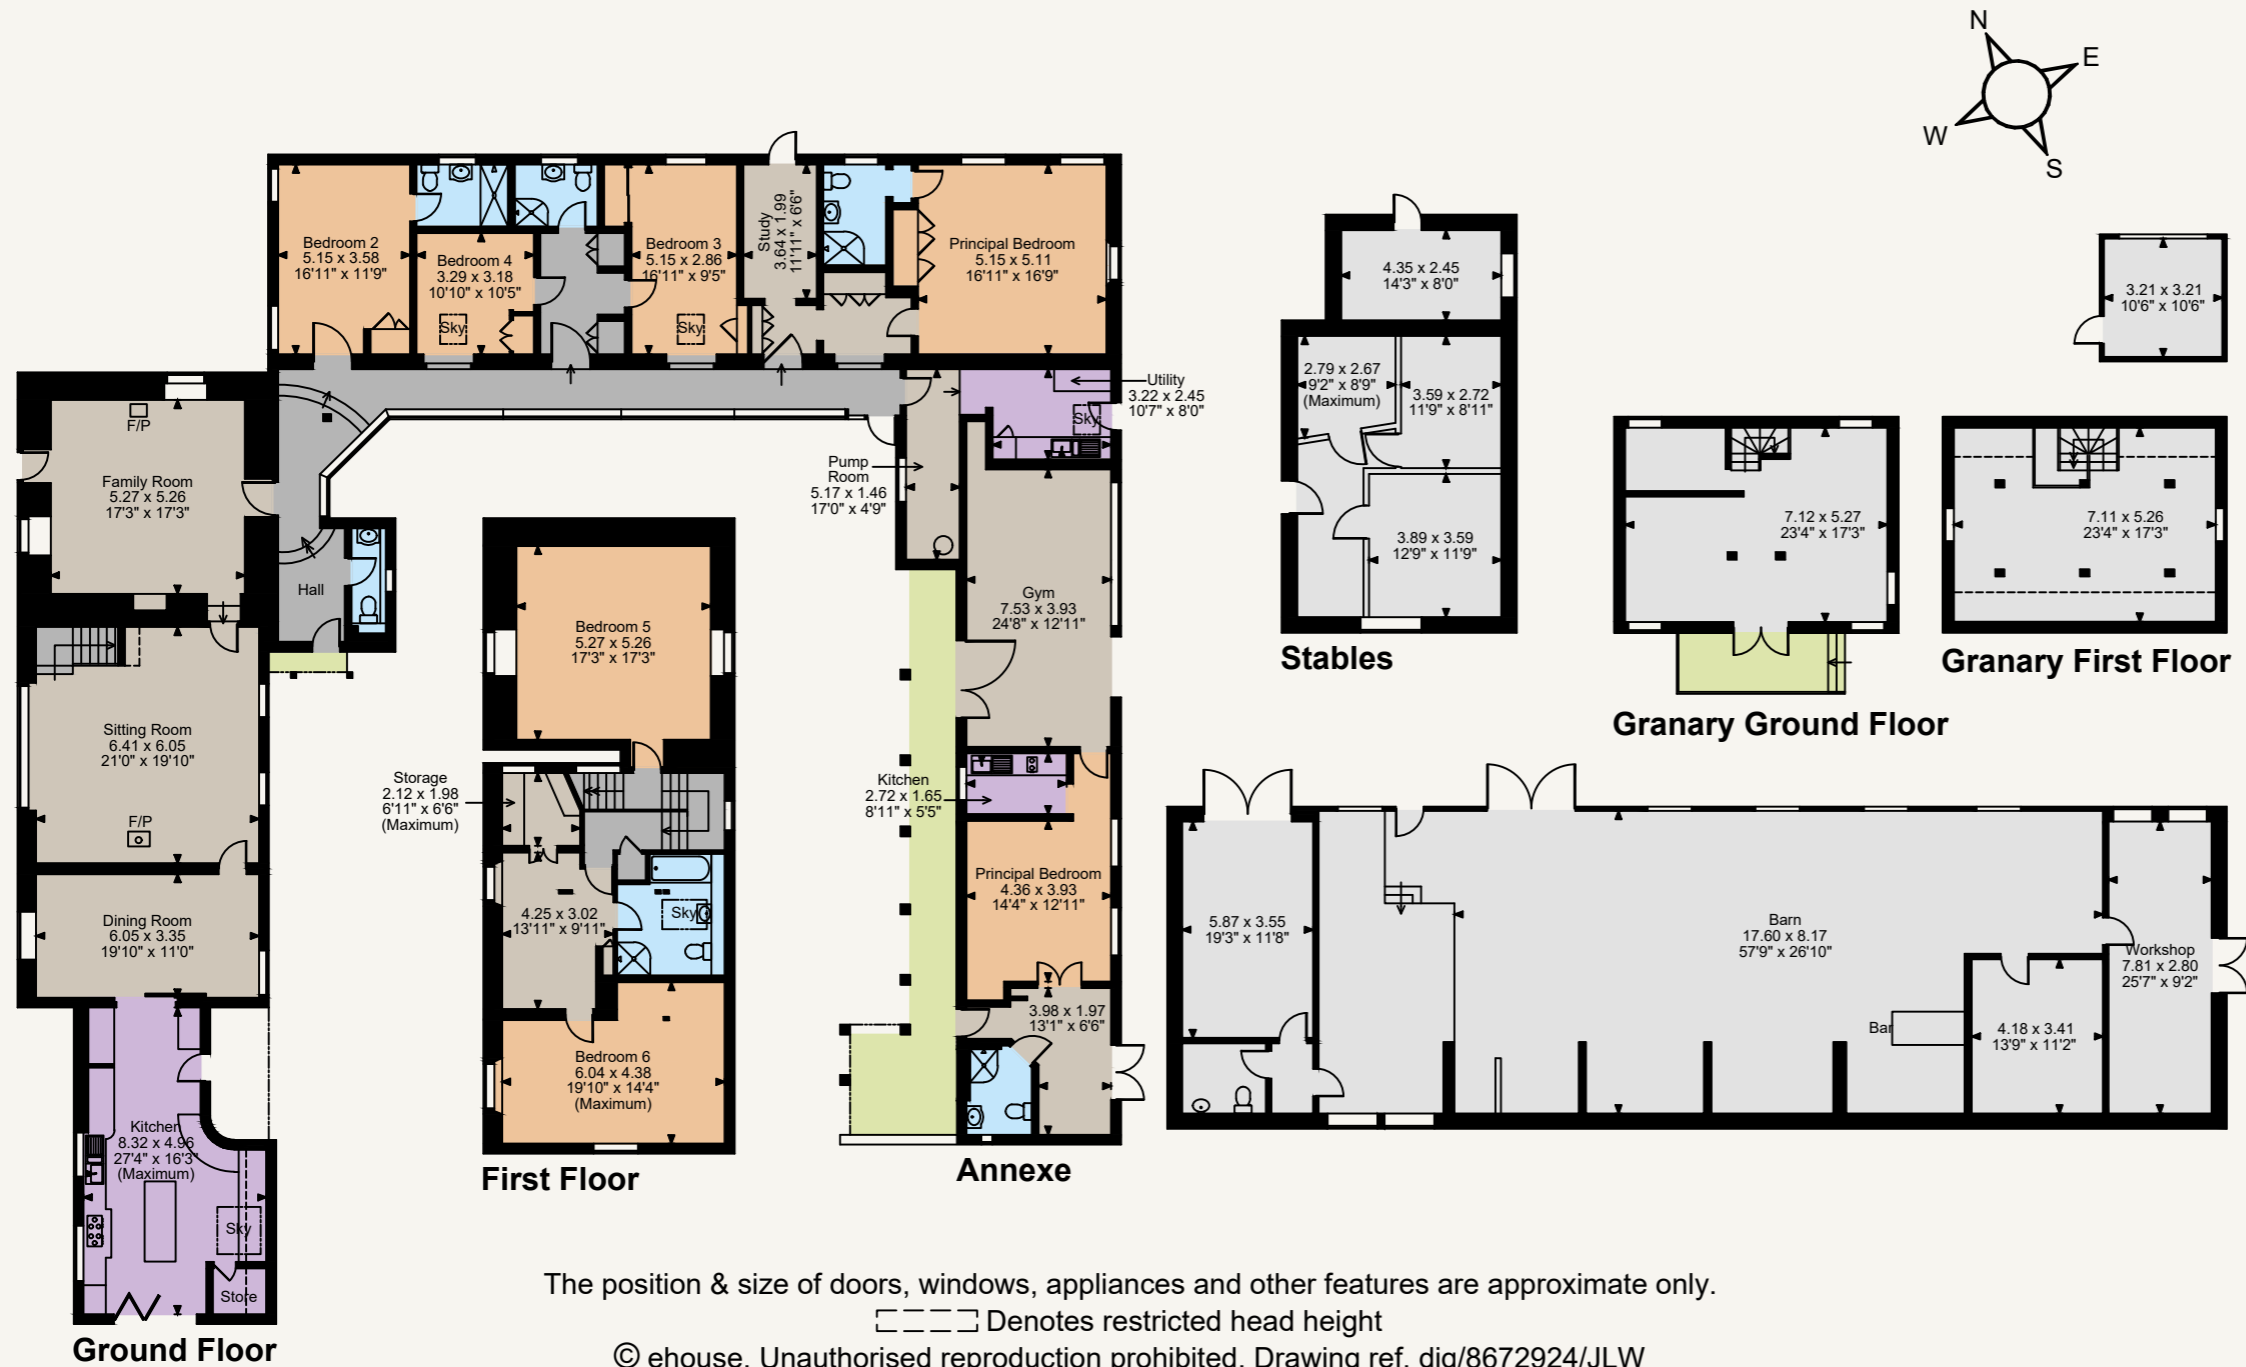 N
E
W
S
Bedroom 2
5.15 x 3.58
16'11" x 11'9"
Bedroom 4
3.29 x 3.18
10'10" x 10'5"
Sky
Bedroom 3
5.15 x 2.86
16'11" x 9'5"
Sky
Study
3.64 x 1.99
11'11" x 6'6"
Principal Bedroom
5.15 x 5.11
16'11" x 16'9"
Utility
3.22 x 2.45
10'7" x 8'0"
Sky
F/P
Family Room
5.27 x 5.26
17'3" x 17'3"
Hall
Pump
Room
5.17 x 1.46
17'0" x 4'9"
Gym
7.53 x 3.93
24'8" x 12'11"
Sitting Room
6.41 x 6.05
21'0" x 19'10"
F/P
Dining Room
6.05 x 3.35
19'10" x 11'0"
Kitchen
8.32 x 4.96
27'4" x 16'3"
(Maximum)
Sky
Store
Ground Floor
Bedroom 5
5.27 x 5.26
17'3" x 17'3"
Storage
2.12 x 1.98
6'11" x 6'6"
(Maximum)
4.25 x 3.02
13'11" x 9'11"
Sky
Bedroom 6
6.04 x 4.38
19'10" x 14'4"
(Maximum)
First Floor
Kitchen
2.72 x 1.65
8'11" x 5'5"
Principal Bedroom
4.36 x 3.93
14'4" x 12'11"
3.98 x 1.97
13'1" x 6'6"
Annexe
4.35 x 2.45
14'3" x 8'0"
2.79 x 2.67
9'2" x 8'9"
(Maximum)
3.59 x 2.72
11'9" x 8'11"
3.89 x 3.59
12'9" x 11'9"
Stables
3.21 x 3.21
10'6" x 10'6"
7.12 x 5.27
23'4" x 17'3"
Granary Ground Floor
7.11 x 5.26
23'4" x 17'3"
Granary First Floor
5.87 x 3.55
19'3" x 11'8"
Barn
17.60 x 8.17
57'9" x 26'10"
Bar
4.18 x 3.41
13'9" x 11'2"
Workshop
7.81 x 2.80
25'7" x 9'2"
The position & size of doors, windows, appliances and other features are approximate only.
Denotes restricted head height
© ehouse. Unauthorised reproduction prohibited. Drawing ref. dig/8672924/JLW